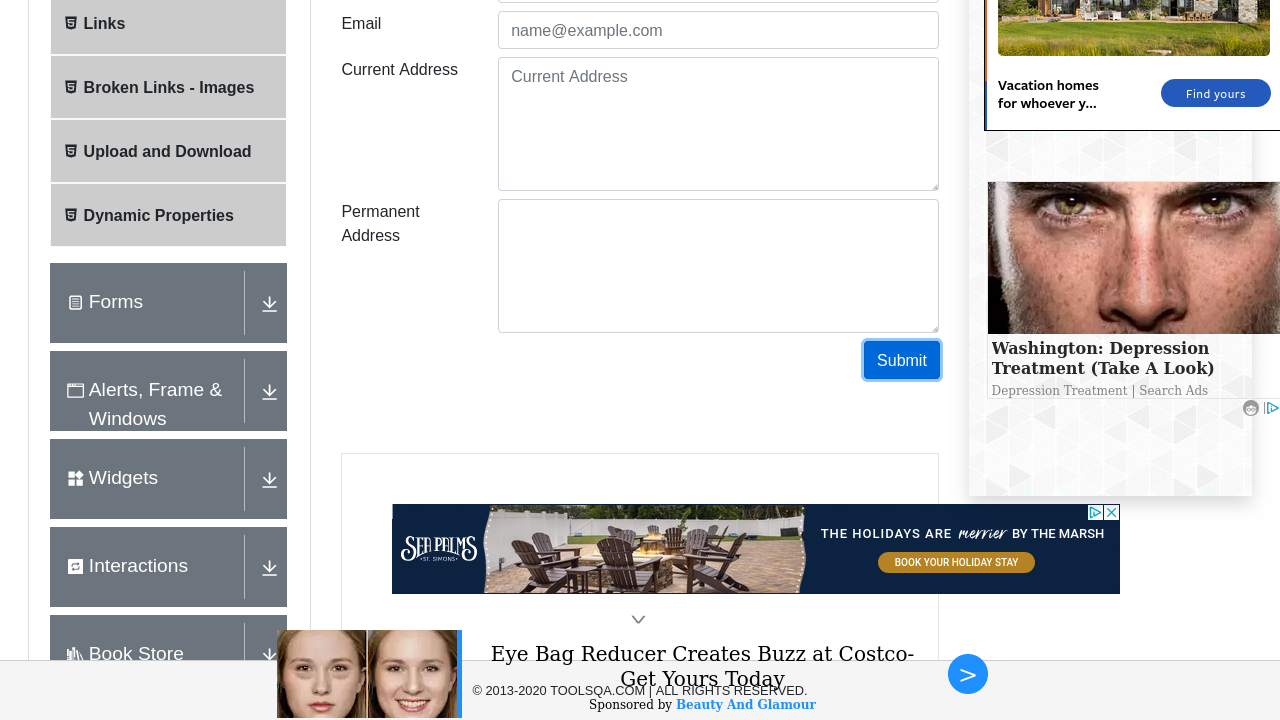 Links
Broken Links - Images
Upload and Download
Dynamic Properties
Forms
Alerts, Frame &
Windows
Widgets
Interactions
Book Store
Email
name@example.com
Current Address
Current Address
Permanent
Address
Submit
Vacation homes
for whoever y...
Find yours
Washington: Depression
Treatment (Take A Look)
Depression Treatment | Search Ads
SEA PALMS
ST. SIMONS
THE HOLIDAYS ARE merrier BY THE MARSH
BOOK YOUR HOLIDAY STAY
Eye Bag Reducer Creates Buzz at Costco-
Get Yours Today
© 2013-2020 TOOLSQA.COM | ALL RIGHTS RESERVED.
Sponsored by Beauty And Glamour
>